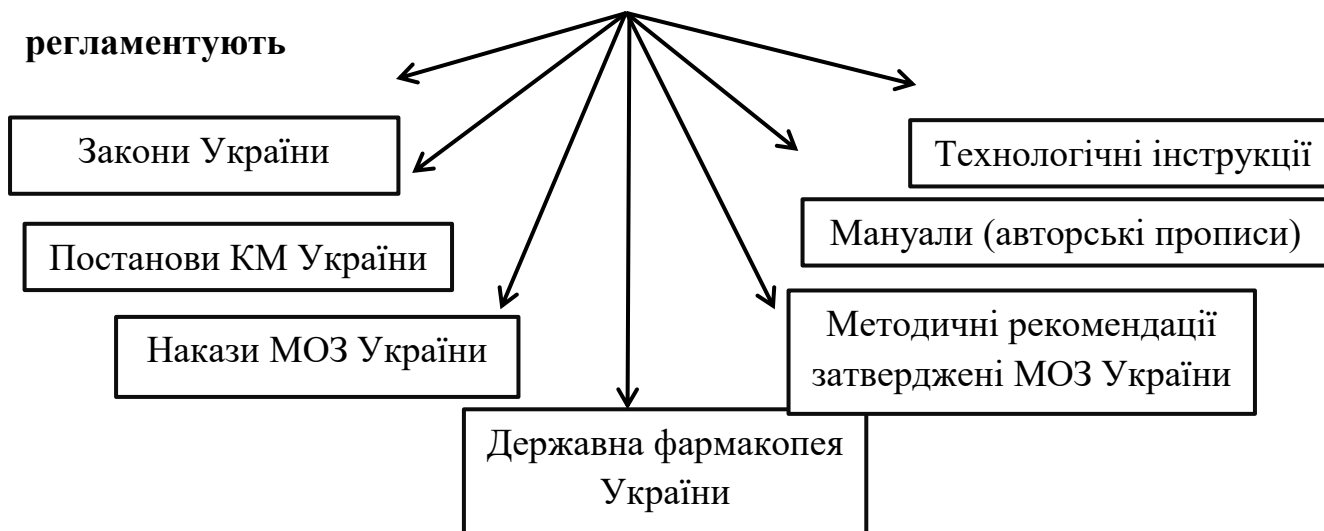 регламентують
Закони України
Постанови КМ України
Накази МОЗ України
Державна фармакопея
України
Методичні рекомендації
затверджені МОЗ України
Мануали (авторські прописи)
Технологічні інструкції